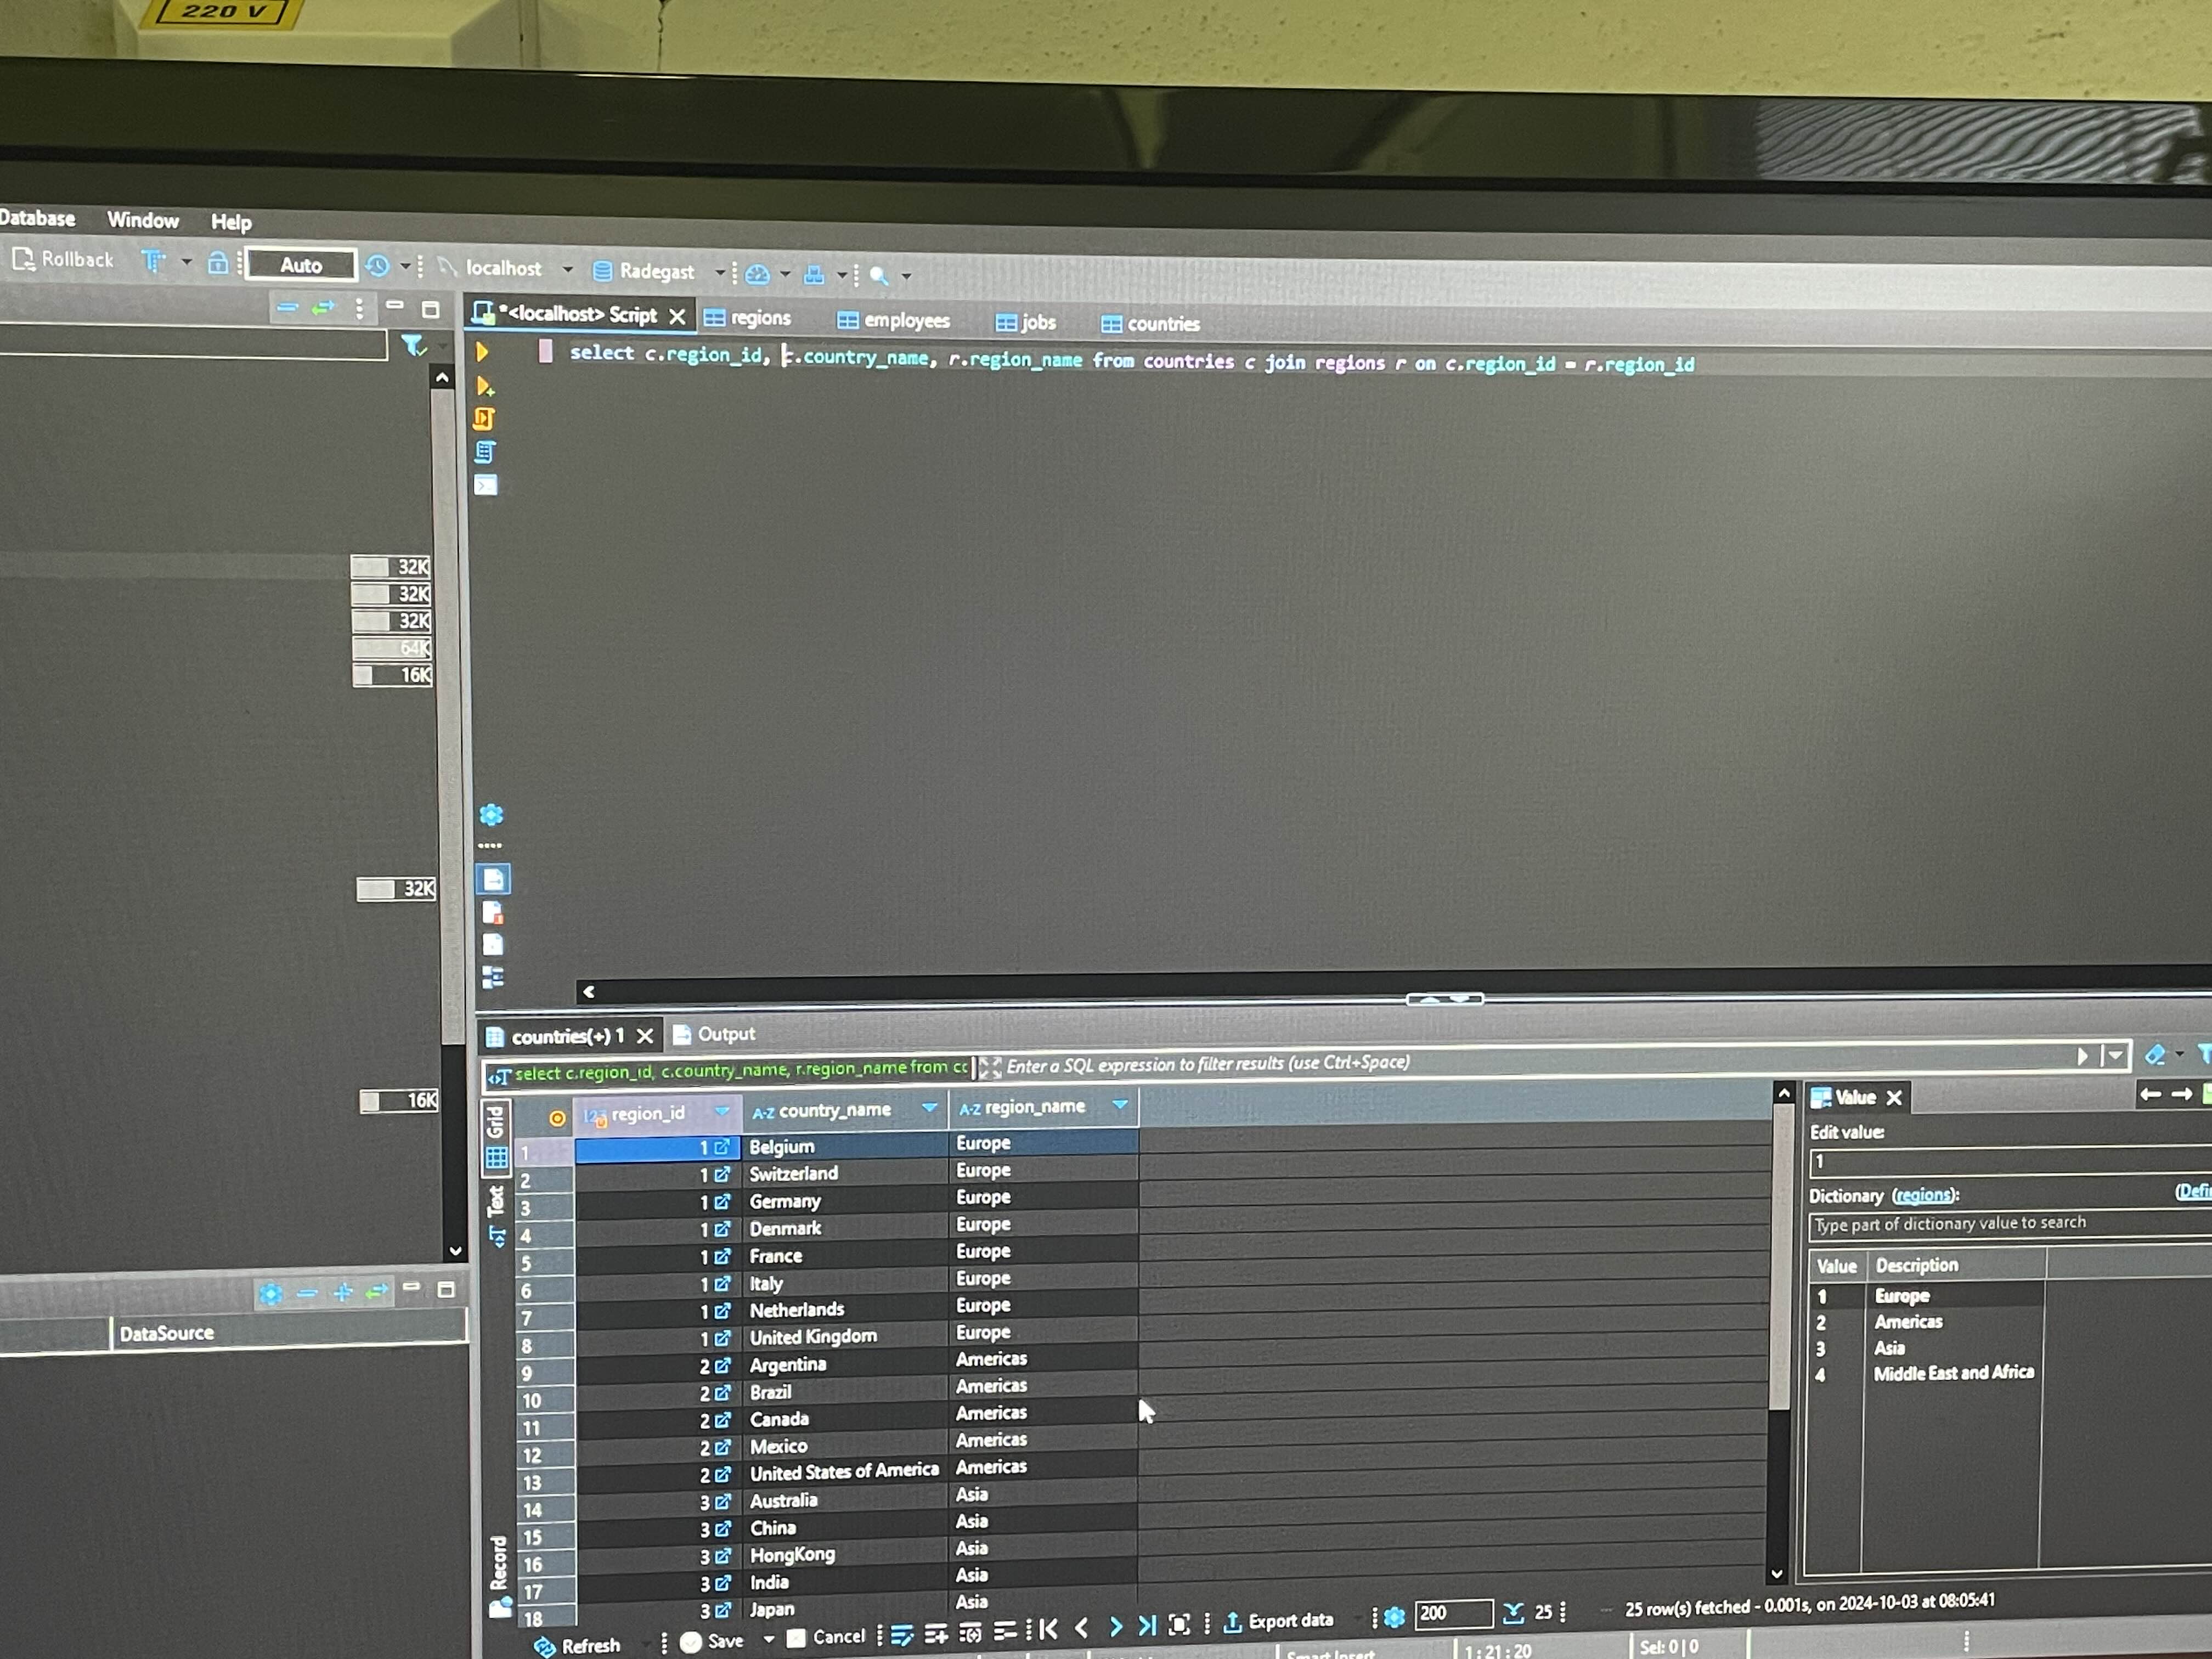 220 V
Database Window Help
Rollback Auto localhost Radegast
*<localhost> Script regions employees jobs countries
select c.region_id, c.country_name, r.region_name from countries c join regions r on c.region_id = r.region_id
32K
32K
32K
64K
16K
32K
16K
DataSource
countries(+) 1 Output
select c.region_id, c.country_name, r.region_name from cc Enter a SQL expression to filter results (use Ctrl+Space)
Grid
Text
Record
123 region_id A-Z country_name A-Z region_name
1 1 Belgium Europe
2 1 Switzerland Europe
3 1 Germany Europe
4 1 Denmark Europe
5 1 France Europe
6 1 Italy Europe
7 1 Netherlands Europe
8 1 United Kingdom Europe
9 2 Argentina Americas
10 2 Brazil Americas
11 2 Canada Americas
12 2 Mexico Americas
13 2 United States of America Americas
14 3 Australia Asia
15 3 China Asia
16 3 HongKong Asia
17 3 India Asia
18 3 Japan Asia
Value
Edit value:
1
Dictionary (regions): (Defi
Type part of dictionary value to search
Value Description
1 Europe
2 Americas
3 Asia
4 Middle East and Africa
Refresh Save Cancel Export data 200 25 25 row(s) fetched - 0.001s, on 2024-10-03 at 08:05:41
Smart Insert 1:21:20 Sel: 0 | 0